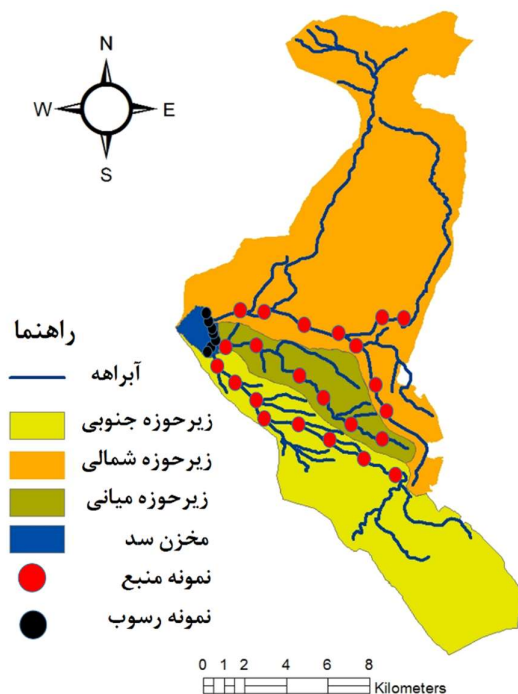 N
W E
S
راهنما
آبراهه
زیرحوزه جنوبی
زیرحوزه شمالی
زیرحوزه میانی
مخزن سد
نمونه منبع
نمونه رسوب
0 1 2 4 6 8
Kilometers